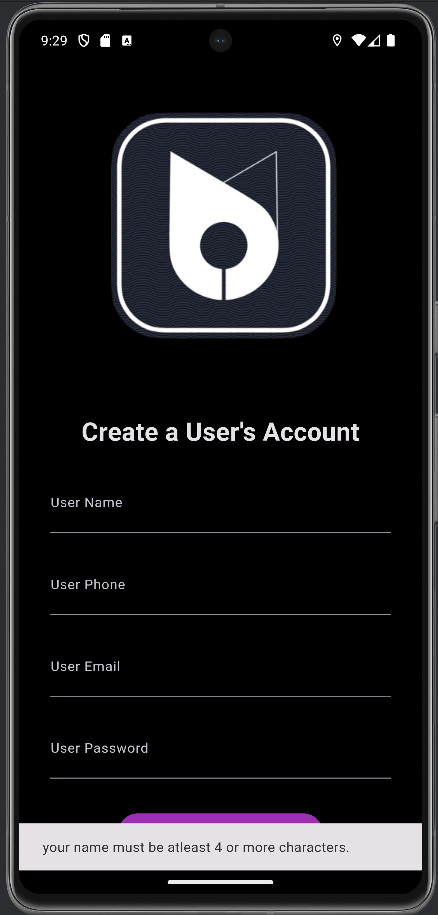 9:29
Create a User's Account
User Name
User Phone
User Email
User Password
your name must be atleast 4 or more characters.